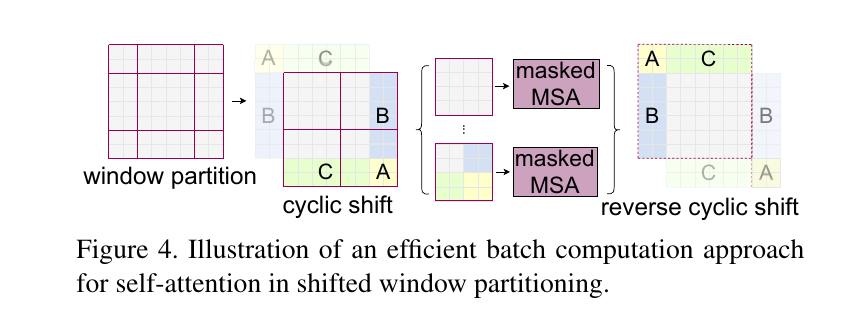 A C
B B
C A
window partition
cyclic shift
masked
MSA
...
masked
MSA
A C
B B
C A
reverse cyclic shift
Figure 4. Illustration of an efficient batch computation approach
for self-attention in shifted window partitioning.